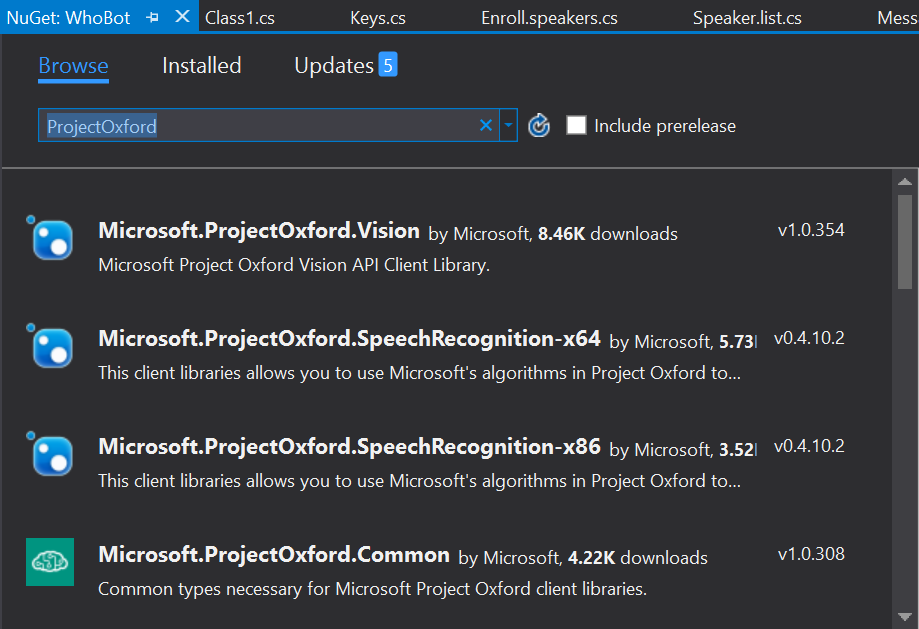 NuGet: WhoBot Class1.cs Keys.cs Enroll.speakers.cs Speaker.list.cs Mess
Browse Installed Updates 5
ProjectOxford Include prerelease
Microsoft.ProjectOxford.Vision by Microsoft, 8.46K downloads v1.0.354
Microsoft Project Oxford Vision API Client Library.
Microsoft.ProjectOxford.SpeechRecognition-x64 by Microsoft, 5.73 v0.4.10.2
This client libraries allows you to use Microsoft's algorithms in Project Oxford to...
Microsoft.ProjectOxford.SpeechRecognition-x86 by Microsoft, 3.52 v0.4.10.2
This client libraries allows you to use Microsoft's algorithms in Project Oxford to...
Microsoft.ProjectOxford.Common by Microsoft, 4.22K downloads v1.0.308
Common types necessary for Microsoft Project Oxford client libraries.